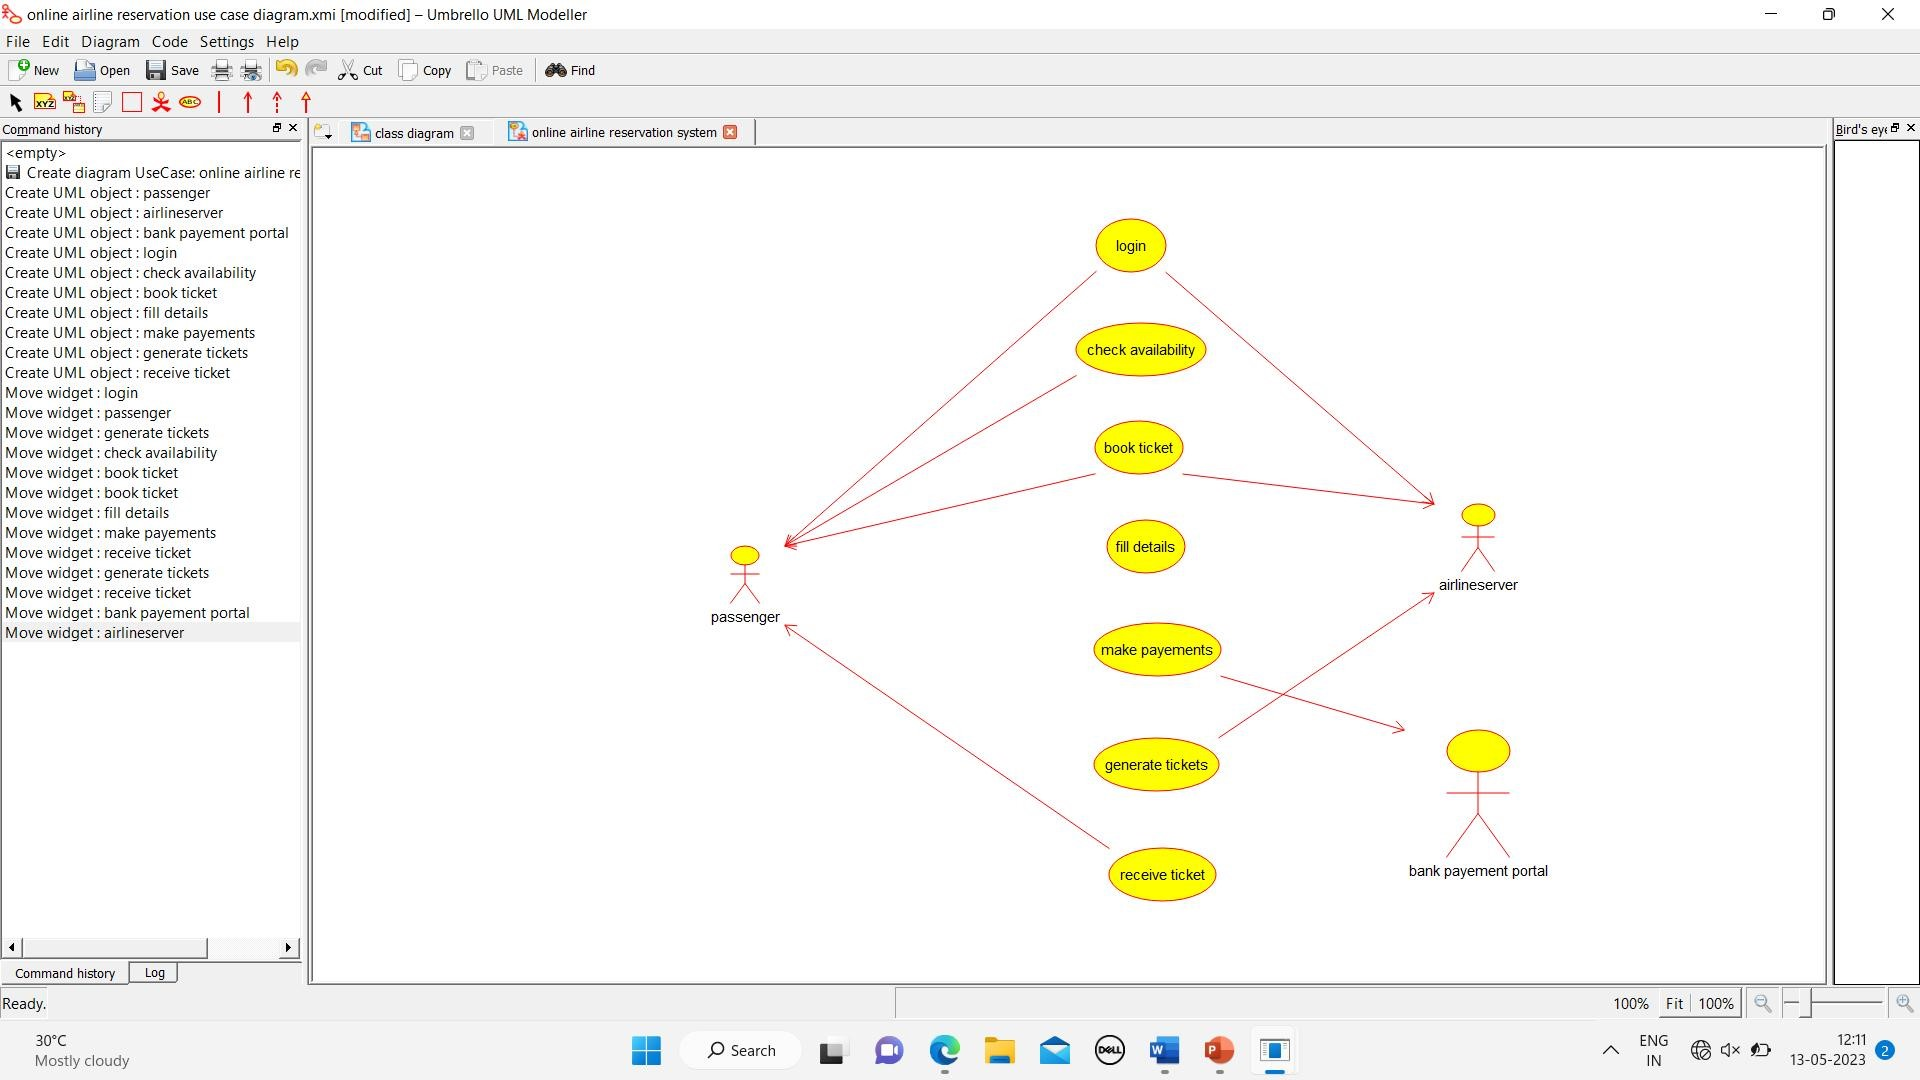 online airline reservation use case diagram.xmi [modified] – Umbrello UML Modeller
File Edit Diagram Code Settings Help
New Open Save Cut Copy Paste Find
XYZ XYZ ABC
Command history
class diagram
online airline reservation system
Bird's eye
<empty>
Create diagram UseCase: online airline re
Create UML object : passenger
Create UML object : airlineserver
Create UML object : bank payement portal
Create UML object : login
Create UML object : check availability
Create UML object : book ticket
Create UML object : fill details
Create UML object : make payements
Create UML object : generate tickets
Create UML object : receive ticket
Move widget : login
Move widget : passenger
Move widget : generate tickets
Move widget : check availability
Move widget : book ticket
Move widget : book ticket
Move widget : fill details
Move widget : make payements
Move widget : receive ticket
Move widget : generate tickets
Move widget : receive ticket
Move widget : bank payement portal
Move widget : airlineserver
login
check availability
book ticket
fill details
airlineserver
passenger
make payements
generate tickets
bank payement portal
receive ticket
Command history Log
Ready.
100% Fit 100%
30°C
Mostly cloudy
Search
DELL
W
P
ENG
IN
12:11
13-05-2023
2